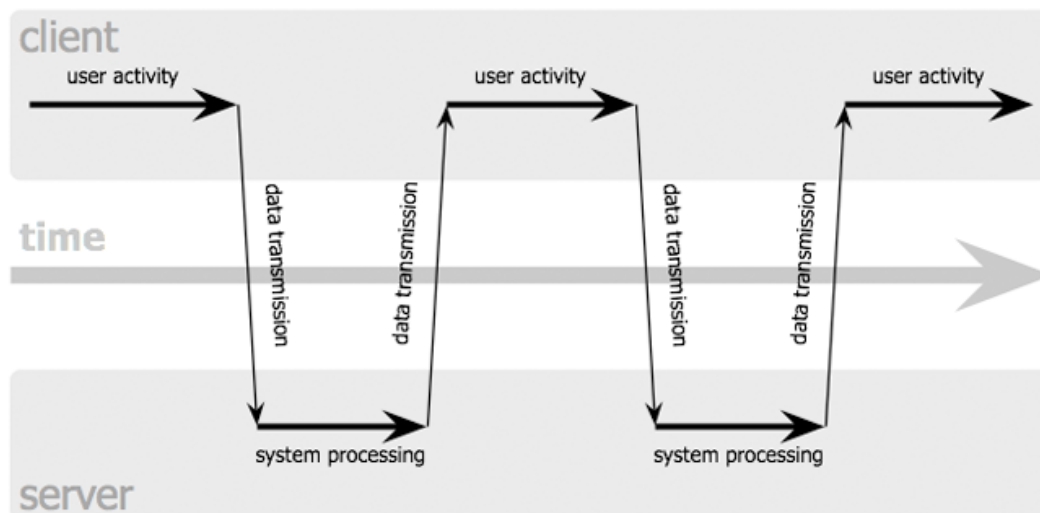 client
user activity
user activity
user activity
data transmission
data transmission
data transmission
data transmission
time
system processing
system processing
server